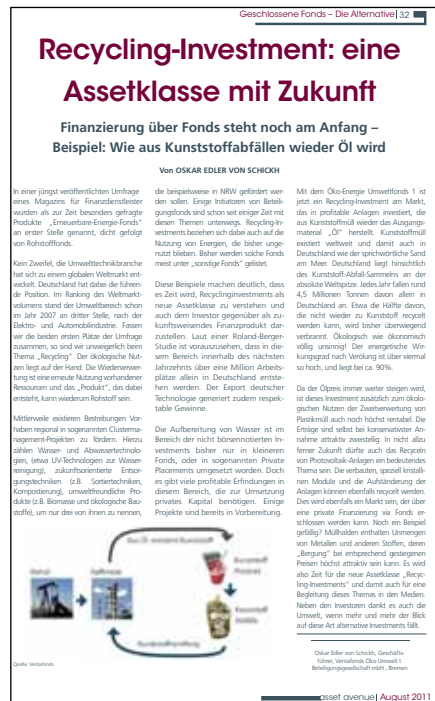 Geschlossene Fonds – Die Alternative| 32
Recycling-Investment: eine
Assetklasse mit Zukunft
Finanzierung über Fonds steht noch am Anfang –
Beispiel: Wie aus Kunststoffabfällen wieder Öl wird
Von OSKAR EDLER VON SCHICKH
In einer jüngst veröffentlichten Umfrage
eines Magazins für Finanzdienstleister
wurden als zur Zeit besonders gefragte
Produkte „Erneuerbare-Energie-Fonds“
an erster Stelle genannt, dicht gefolgt
von Rohstofffonds.
Kein Zweifel, die Umwelttechnikbranche
hat sich zu einem globalen Weltmarkt ent-
wickelt. Deutschland hat dabei die führen-
de Position. Im Ranking des Weltmarkt-
volumens stand der Umweltbereich schon
im Jahr 2007 an dritter Stelle, nach der
Elektro- und Automobilindustrie. Fassen
wir die beiden ersten Plätze der Umfrage
zusammen, so sind wir unweigerlich beim
Thema „Recycling“. Der ökologische Nut-
zen liegt auf der Hand. Die Wiederverwer-
tung ist eine erneute Nutzung vorhandener
Ressourcen und das „Produkt“, das dabei
entsteht, kann wiederum Rohstoff sein.
Mittlerweile existieren Bestrebungen Vor-
haben regional in sogenannten Clusterma-
nagement-Projekten zu fördern. Hierzu
zählen Wasser- und Abwassertechnolo-
gien, (etwa UV-Technologien zur Wasser-
reinigung), zukunftsorientierte Entsor-
gungstechniken (z.B. Sortiertechniken,
Kompostierung), umweltfreundliche Pro-
dukte (z.B. Biomasse und ökologische Bau-
stoffe), um nur drei von ihnen zu nennen,
die beispielsweise in NRW gefördert wer-
den sollen. Einige Initiatoren von Beteili-
gungsfonds sind schon seit einiger Zeit mit
diesen Themen unterwegs. Recycling-In-
vestments beziehen sich dabei auch auf die
Nutzung von Energien, die bisher unge-
nutzt blieben. Bisher werden solche Fonds
meist unter „sonstige Fonds“ gelistet.
Diese Beispiele machen deutlich, dass
es Zeit wird, Recyclinginvestments als
neue Assetklasse zu verstehen und
auch dem Investor gegenüber als zu-
kunftsweisendes Finanzprodukt dar-
zustellen. Laut einer Roland-Berger-
Studie ist vorauszusehen, dass in die-
sem Bereich innerhalb des nächsten
Jahrzehnts über eine Million Arbeits-
plätze allein in Deutschland entste-
hen werden. Der Export deutscher
Technologie generiert zudem respek-
table Gewinne.
Die Aufbereitung von Wasser ist im
Bereich der nicht börsennotierten In-
vestments bisher nur in kleineren
Fonds, oder in sogenannten Private
Placements umgesetzt worden. Doch
es gibt viele profitable Erfindungen in
diesem Bereich, die zur Umsetzung
privates Kapital benötigen. Einige
Projekte sind bereits in Vorbereitung.
Quelle: Ventafonds
Mit dem Öko-Energie Umweltfonds 1 ist
jetzt ein Recycling-Investment am Markt,
das in profitable Anlagen investiert, die
aus Kunststoffmüll wieder das Ausgangs-
material „Öl“ herstellt. Kunststoffmüll
existiert weltweit und damit auch in
Deutschland wie der sprichwörtliche Sand
am Meer. Deutschland liegt hinsichtlich
des Kunststoff-Abfall-Sammelns an der
absolute Weltspitze. Jedes Jahr fallen rund
4,5 Millionen Tonnen davon allein in
Deutschland an. Etwa die Hälfte davon,
die nicht wieder zu Kunststoff recycelt
werden kann, wird bisher überwiegend
verbrannt. Ökologisch wie ökonomisch
völlig unsinnig! Der energetische Wir-
kungsgrad nach Verölung ist über viermal
so hoch, und liegt bei ca. 90%.
Da der Ölpreis immer weiter steigen wird,
ist dieses Investment zusätzlich zum ökolo-
gischen Nutzen der Zweitverwertung von
Plastikmüll auch noch höchst rentabel. Die
Erträge sind selbst bei konservativster An-
nahme attraktiv zweistellig. In nicht allzu
ferner Zukunft dürfte auch das Recyceln
von Photovoltaik-Anlagen ein bedeutendes
Thema sein. Die verbauten, speziel kristalli-
nen Module und die Aufständerung der
Anlagen können ebenfalls recycelt werden.
Dies wird ebenfalls ein Markt sein, der über
eine private Finanzierung via Fonds er-
schlossen werden kann. Noch ein Beispiel
gefällig? Müllhalden enthalten Unmengen
von Metallen und anderen Stoffen, deren
„Bergung“ bei entsprechend gestiegenen
Preisen höchst attraktiv sein kann. Es wird
also Zeit für die neue Assetklasse „Recyc-
ling-Investments“ und damit auch für eine
Begleitung dieses Themas in den Medien.
Neben den Investoren dankt es auch die
Umwelt, wenn mehr und mehr der Blick
auf diese Art alternative Investments fällt.
Oskar Edler von Schickh, Geschäfts-
führer, Ventafonds Öko Umwelt I.
Beteiligungsgesellschaft mbH , Bremen
asset avenue| August 2011